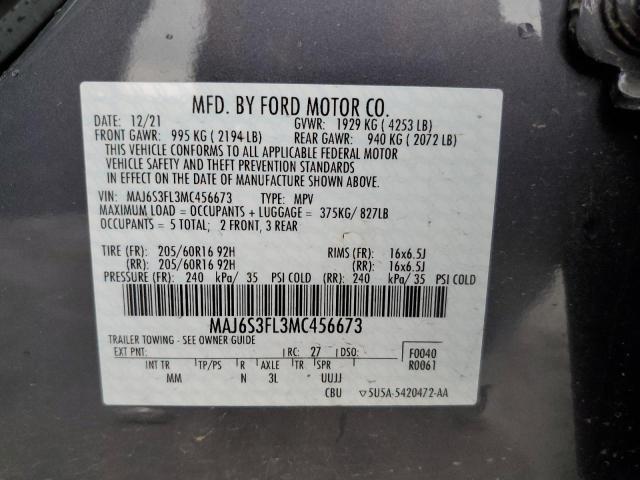 MFD. BY FORD MOTOR CO.
DATE: 12/21 GVWR: 1929 KG ( 4253 LB)
FRONT GAWR: 995 KG ( 2194 LB) REAR GAWR: 940 KG ( 2072 LB)
THIS VEHICLE CONFORMS TO ALL APPLICABLE FEDERAL MOTOR
VEHICLE SAFETY AND THEFT PREVENTION STANDARDS
IN EFFECT ON THE DATE OF MANUFACTURE SHOWN ABOVE.
VIN: MAJ6S3FL3MC456673 TYPE: MPV
MAXIMUM LOAD = OCCUPANTS + LUGGAGE = 375KG/ 827LB
OCCUPANTS = 5 TOTAL; 2 FRONT, 3 REAR
TIRE (FR): 205/60R16 92H RIMS (FR): 16x6.5J
(RR): 205/60R16 92H (RR): 16x6.5J
PRESSURE (FR): 240 kPa/ 35 PSI COLD (RR): 240 kPa/ 35 PSI COLD
MAJ6S3FL3MC456673
TRAILER TOWING - SEE OWNER GUIDE
EXT PNT: RC: 27 DSO: F0040
INT TR TP/PS R AXLE TR SPR R0061
MM N 3L UUJJ
CBU ▽5U5A-5420472-AA